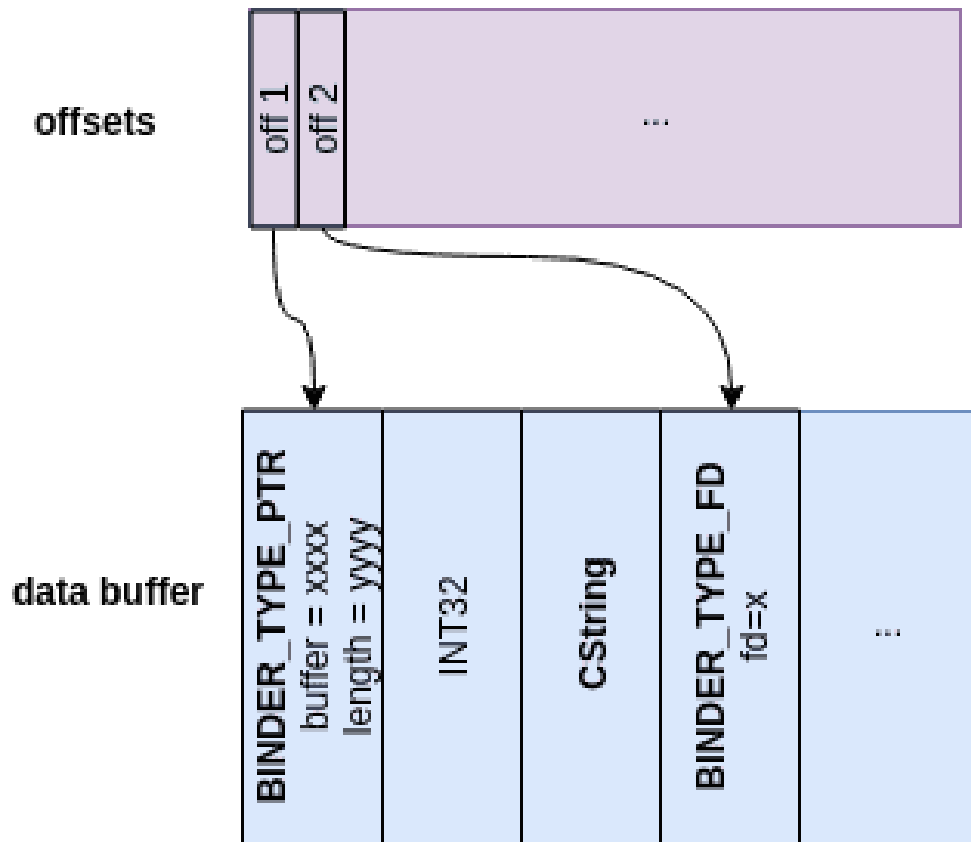 offsets
off 1
off 2
...
data buffer
BINDER_TYPE_PTR
buffer = xxxx
length = yyyy
INT32
CString
BINDER_TYPE_FD
fd=x
...